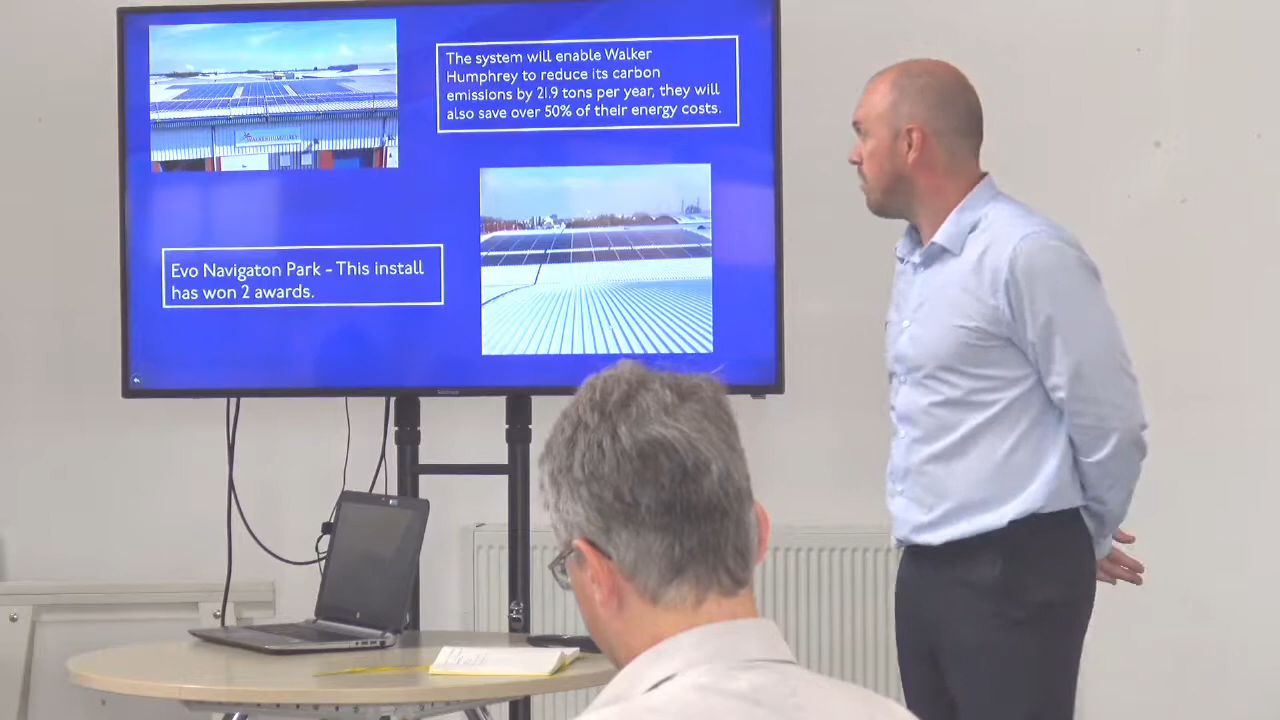 The system will enable Walker
Humphrey to reduce its carbon
emissions by 21.9 tons per year, they will
also save over 50% of their energy costs.
Evo Navigaton Park - This install
has won 2 awards.